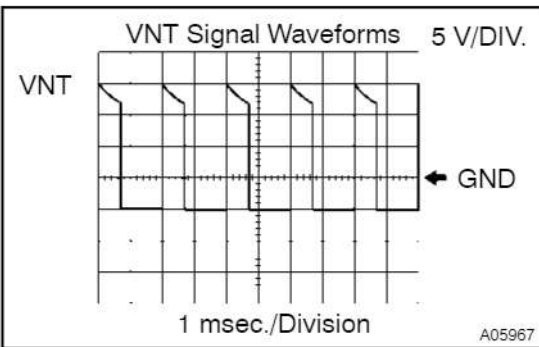 VNT Signal Waveforms 5 V/DIV.
VNT
GND
1 msec./Division
A05967